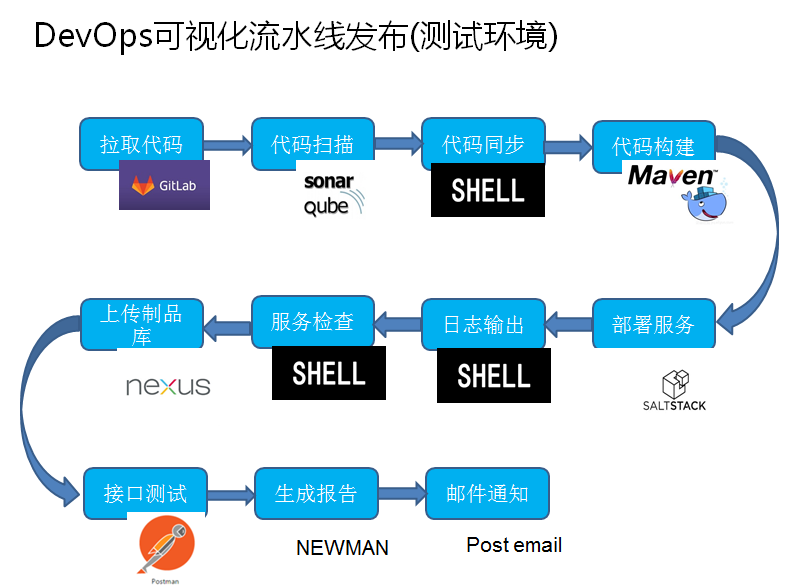 DevOps可视化流水线发布(测试环境)
拉取代码
代码扫描
代码同步
代码构建
GitLab
sonar
qube
SHELL
Maven™
上传制品
库
服务检查
日志输出
部署服务
nexus
SHELL
SHELL
SALTSTACK
接口测试
生成报告
邮件通知
Postman
NEWMAN
Post email